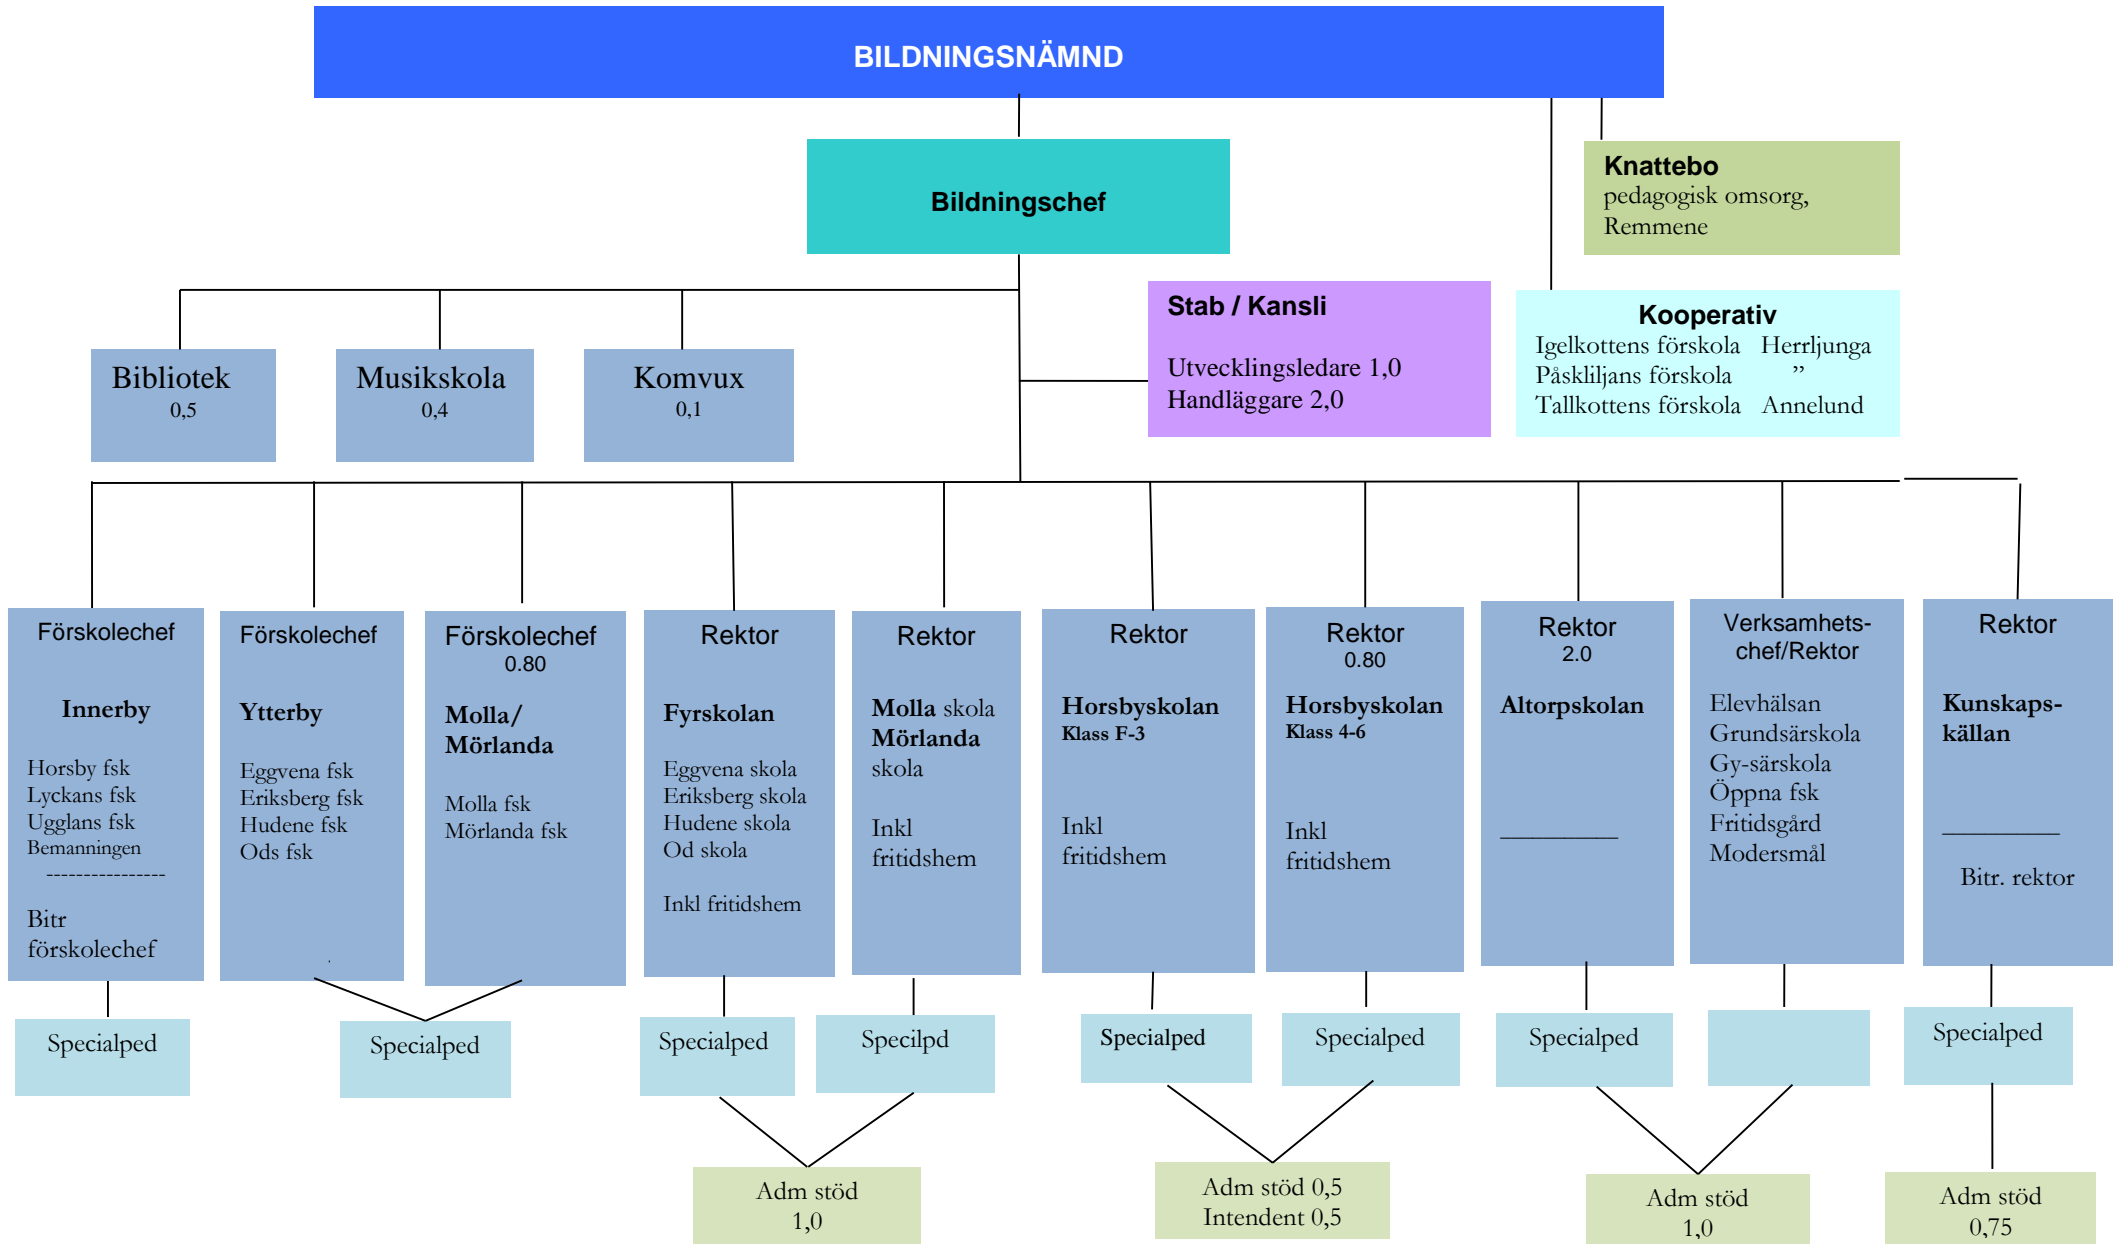 BILDNINGSNÄMND
Bildningschef
Knattebo
pedagogisk omsorg,
Remmene
Stab / Kansli
Utvecklingsledare 1,0
Handläggare 2,0
Kooperativ
Igelkottens förskola Herrljunga
Påskliljans förskola ”
Tallkottens förskola Annelund
Bibliotek
0,5
Musikskola
0,4
Komvux
0,1
Förskolechef
Innerby
Horsby fsk
Lyckans fsk
Ugglans fsk
Bemanningen
----------------
Bitr
förskolechef
Förskolechef
Ytterby
Eggvena fsk
Eriksberg fsk
Hudene fsk
Ods fsk
.
Förskolechef
0.80
Molla/
Mörlanda
Molla fsk
Mörlanda fsk
Rektor
Fyrskolan
Eggvena skola
Eriksberg skola
Hudene skola
Od skola
Inkl fritidshem
Rektor
Molla skola
Mörlanda
skola
Inkl
fritidshem
Rektor
Horsbyskolan
Klass F-3
Inkl
fritidshem
Rektor
0.80
Horsbyskolan
Klass 4-6
Inkl
fritidshem
Rektor
2.0
Altorpskolan
__________
Verksamhets-
chef/Rektor
Elevhälsan
Grundsärskola
Gy-särskola
Öppna fsk
Fritidsgård
Modersmål
Rektor
Kunskaps-
källan
__________
Bitr. rektor
Specialped
Specialped
Specialped
Specilpd
Specialped
Specialped
Specialped
Specialped
Adm stöd
1,0
Adm stöd 0,5
Intendent 0,5
Adm stöd
1,0
Adm stöd
0,75